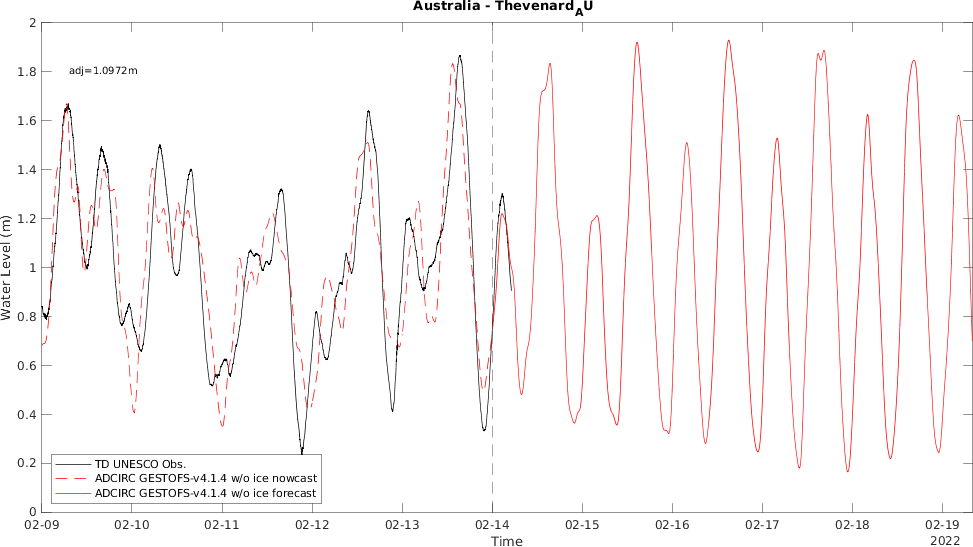 Australia - Thevenard_AU
adj=1.0972m
Water Level (m)
2
1.8
1.6
1.4
1.2
1
0.8
0.6
0.4
0.2
0
TD UNESCO Obs.
ADCIRC GESTOFS-v4.1.4 w/o ice nowcast
ADCIRC GESTOFS-v4.1.4 w/o ice forecast
02-09 02-10 02-11 02-12 02-13 02-14 02-15 02-16 02-17 02-18 02-19
Time 2022